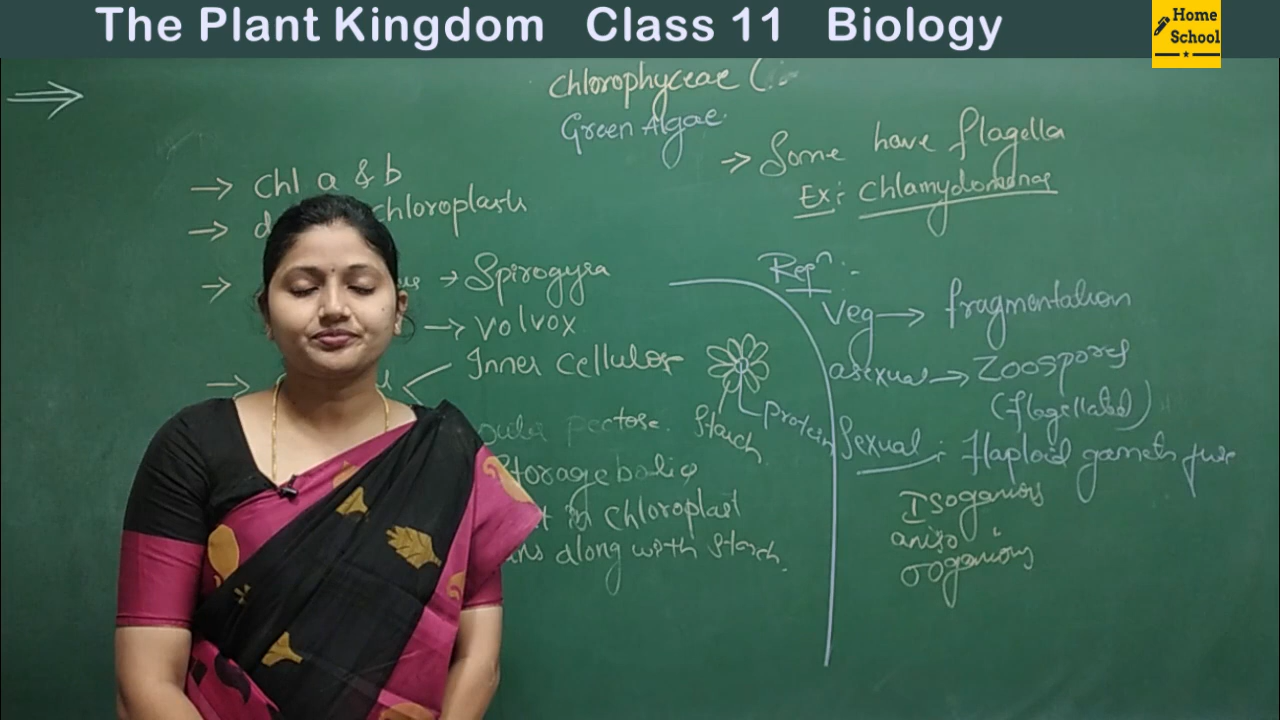 The Plant Kingdom Class 11 Biology
Home
School
Chlorophyceae (:-
Green Algae
→ Chl a & b
→ chloroplasts
→ → Spirogyra
→ Volvox
→ Inner cellulose
outer pectose.
Storage bodies
in chloroplast
along with starch.
Starch
protein
→ Some have flagella
Ex: Chlamydomonas
Repⁿ:-
Veg → fragmentation
asexual → Zoospores
(flagellated)
Sexual: Haploid gamets fuse
Isogamous
aniso "
oogamous